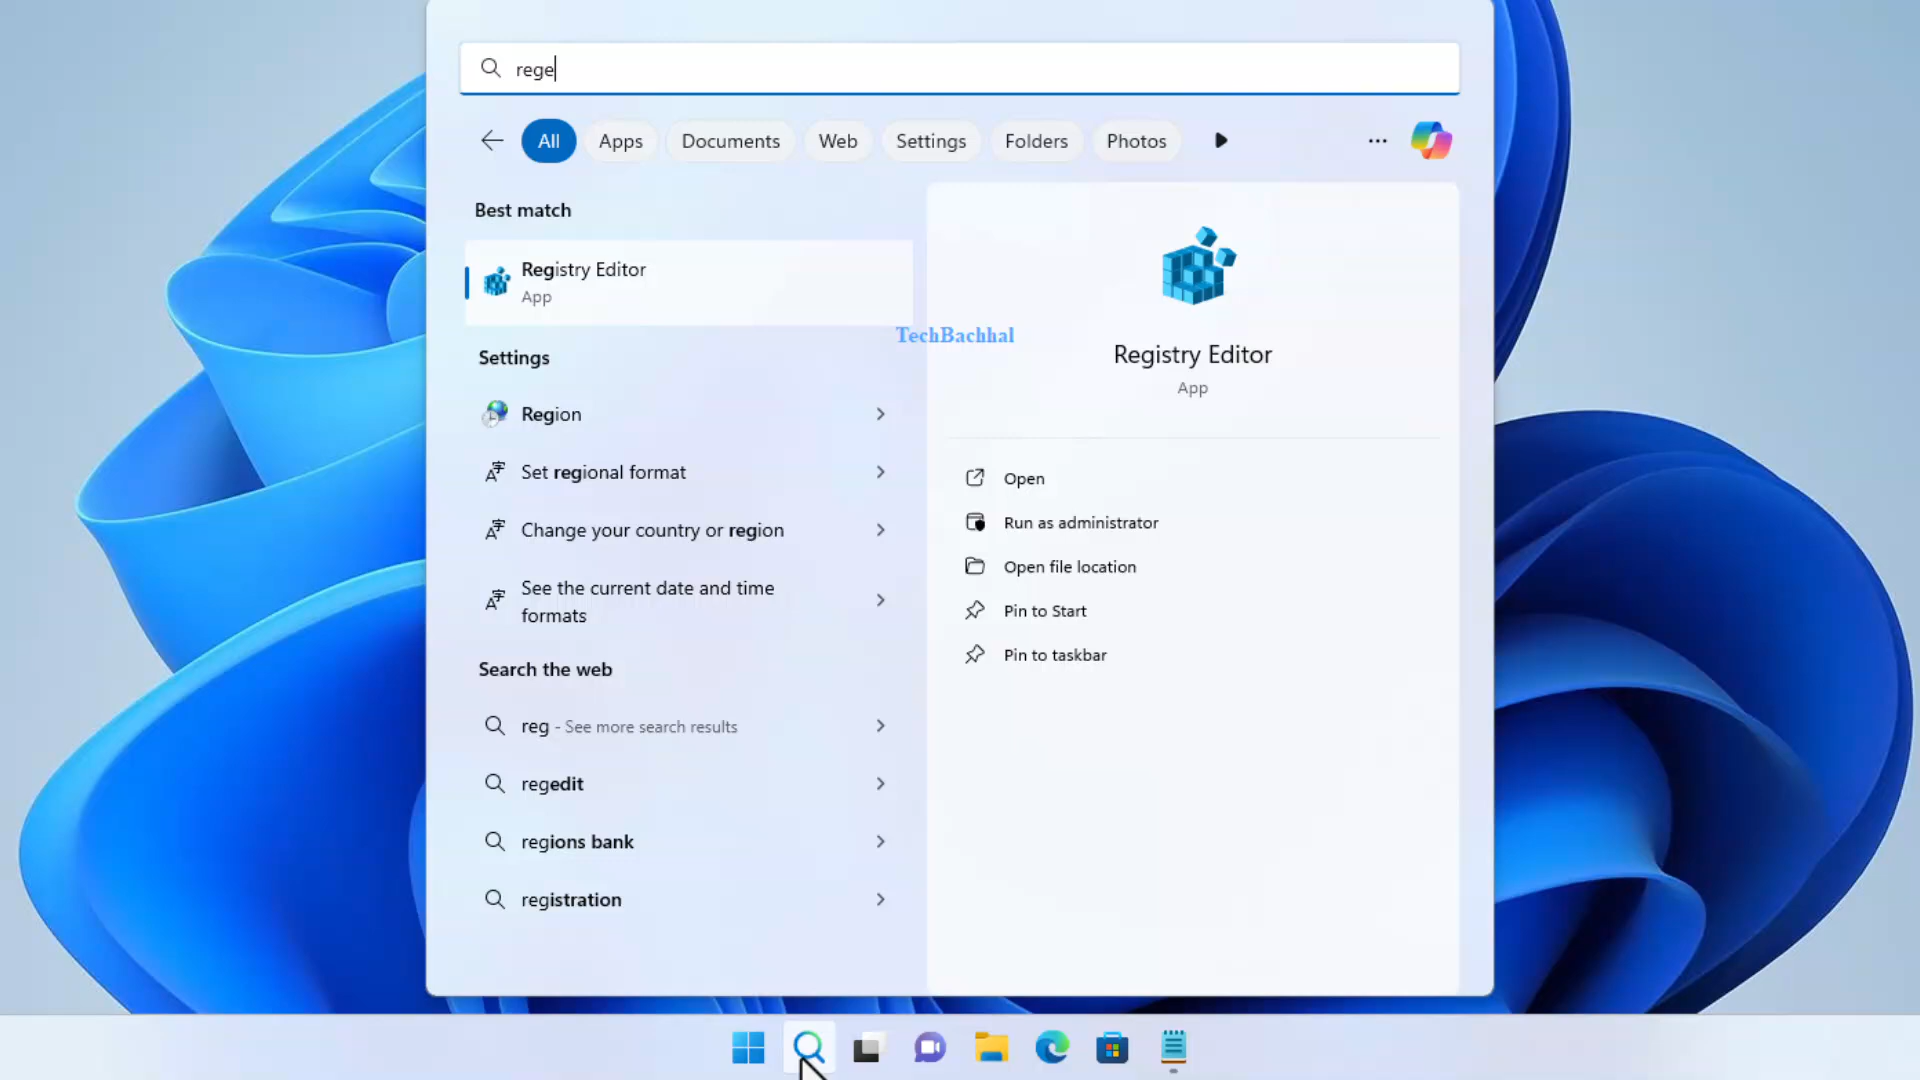 rege
All
Apps
Documents
Web
Settings
Folders
Photos
Best match
Registry Editor
App
Settings
Region
Set regional format
Change your country or region
See the current date and time
formats
Search the web
reg - See more search results
regedit
regions bank
registration
TechBachhal
Registry Editor
App
Open
Run as administrator
Open file location
Pin to Start
Pin to taskbar